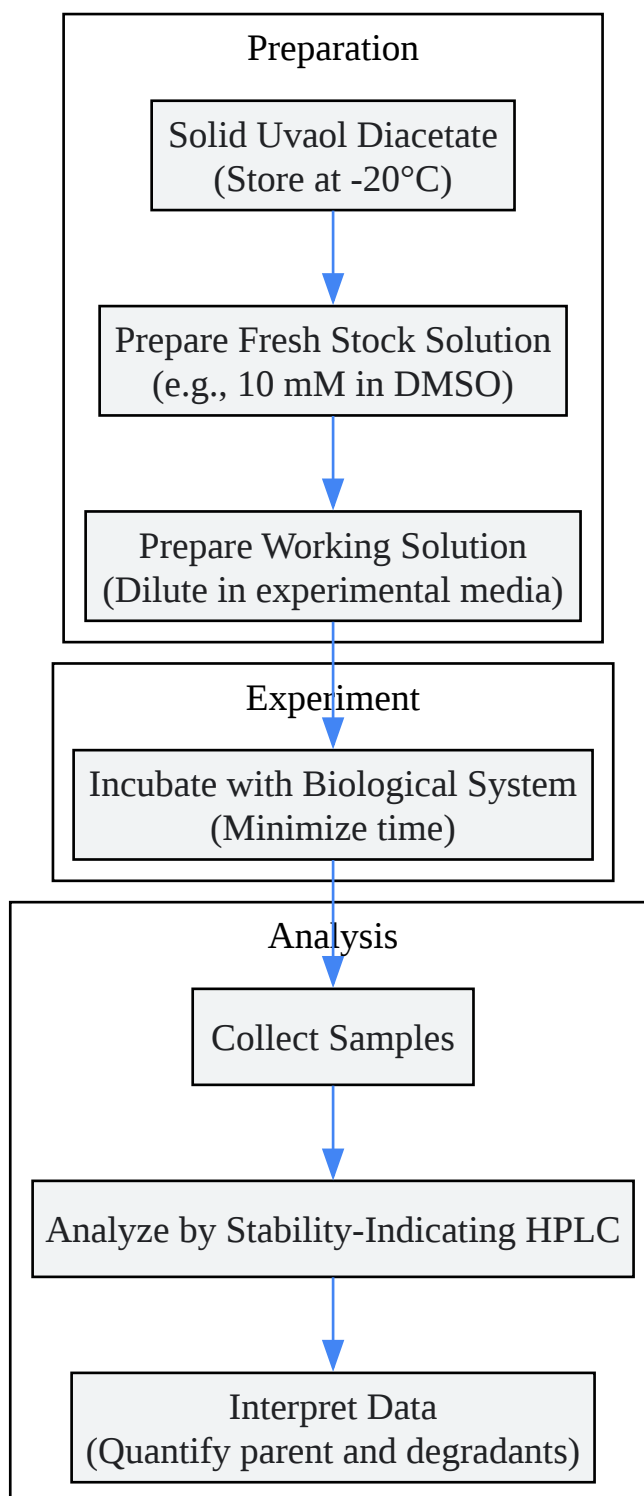 Preparation
Solid Uvaol Diacetate
(Store at -20°C)
Prepare Fresh Stock Solution
(e.g., 10 mM in DMSO)
Prepare Working Solution
(Dilute in experimental media)
Experiment
Incubate with Biological System
(Minimize time)
Analysis
Collect Samples
Analyze by Stability-Indicating HPLC
Interpret Data
(Quantify parent and degradants)